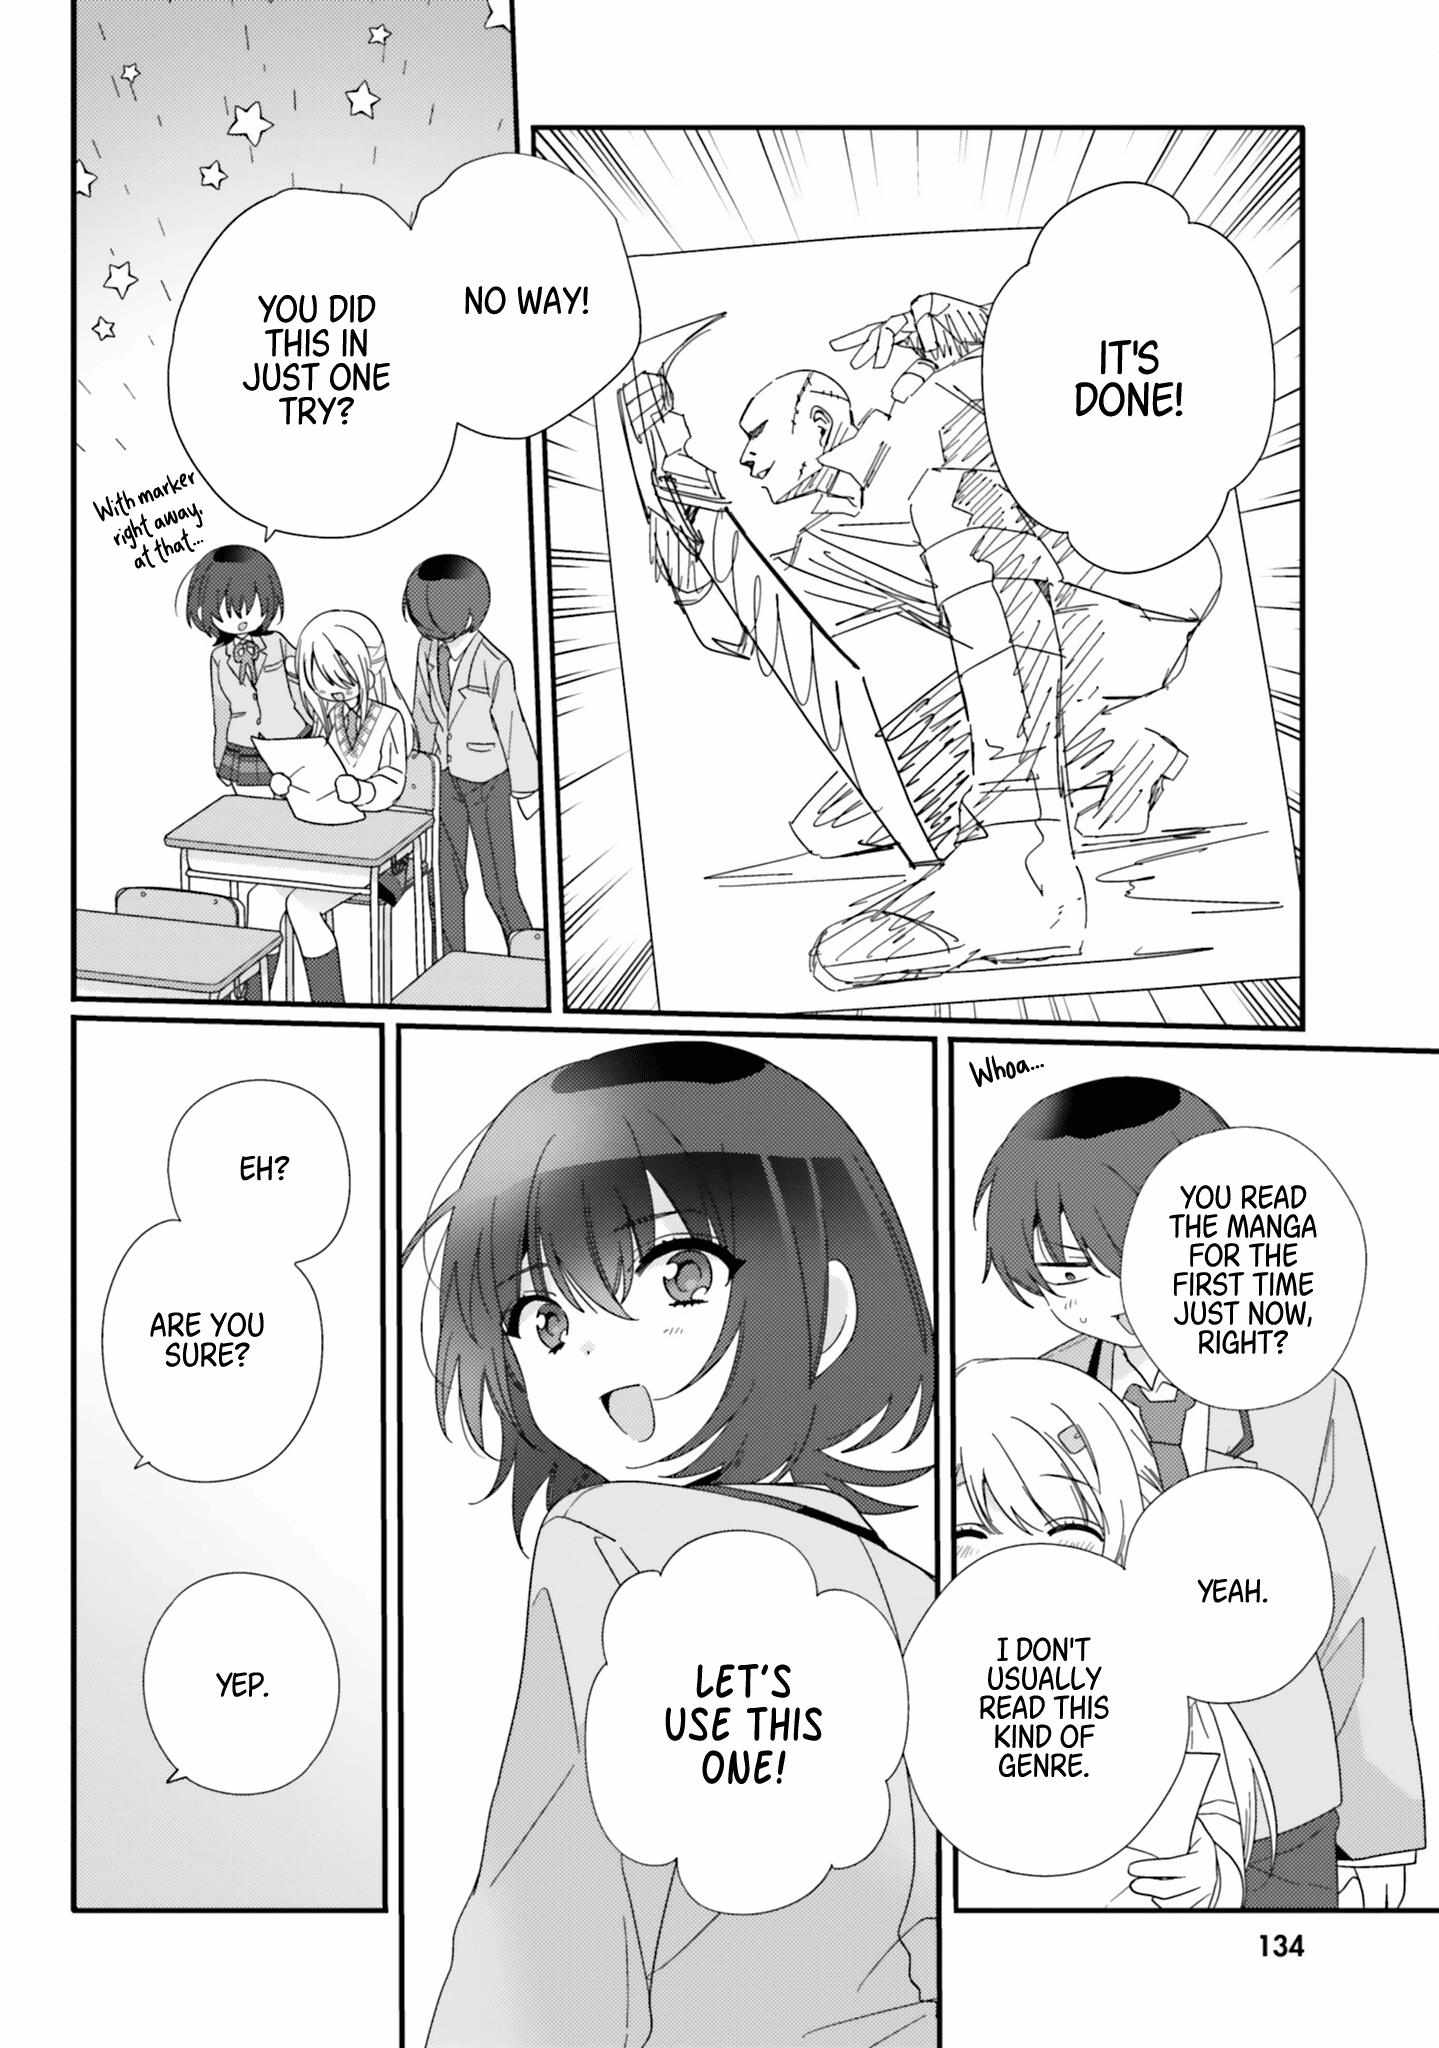 IT'S
DONE!
NO WAY!
YOU DID
THIS IN
JUST ONE
TRY?
With marker
right away,
at that...
Whoa...
YOU READ
THE MANGA
FOR THE
FIRST TIME
JUST NOW,
RIGHT?
YEAH.
I DON'T
USUALLY
READ THIS
KIND OF
GENRE.
LET'S
USE THIS
ONE!
EH?
ARE YOU
SURE?
YEP.
134